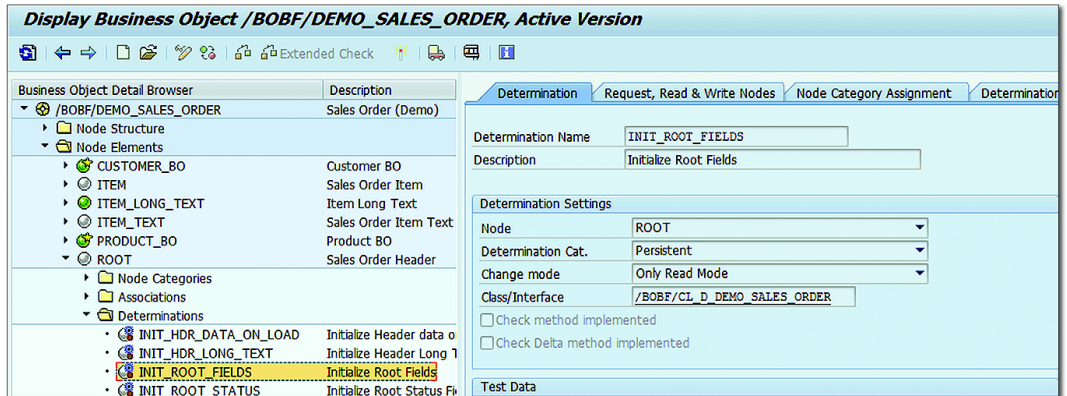 Display Business Object /BOBF/DEMO_SALES_ORDER, Active Version
Extended Check
Business Object Detail Browser Description
/BOBF/DEMO_SALES_ORDER Sales Order (Demo)
Node Structure
Node Elements
CUSTOMER_BO Customer BO
ITEM Sales Order Item
ITEM_LONG_TEXT Item Long Text
ITEM_TEXT Sales Order Item Text
PRODUCT_BO Product BO
ROOT Sales Order Header
Node Categories
Associations
Determinations
INIT_HDR_DATA_ON_LOAD Initialize Header data o
INIT_HDR_LONG_TEXT Initialize Header Long T
INIT_ROOT_FIELDS Initialize Root Fields
INIT_ROOT_STATUS Initialize Root Status Fi
Determination Request, Read & Write Nodes Node Category Assignment Determination
Determination Name INIT_ROOT_FIELDS
Description Initialize Root Fields
Determination Settings
Node ROOT
Determination Cat. Persistent
Change mode Only Read Mode
Class/Interface /BOBF/CL_D_DEMO_SALES_ORDER
Check method implemented
Check Delta method implemented
Test Data